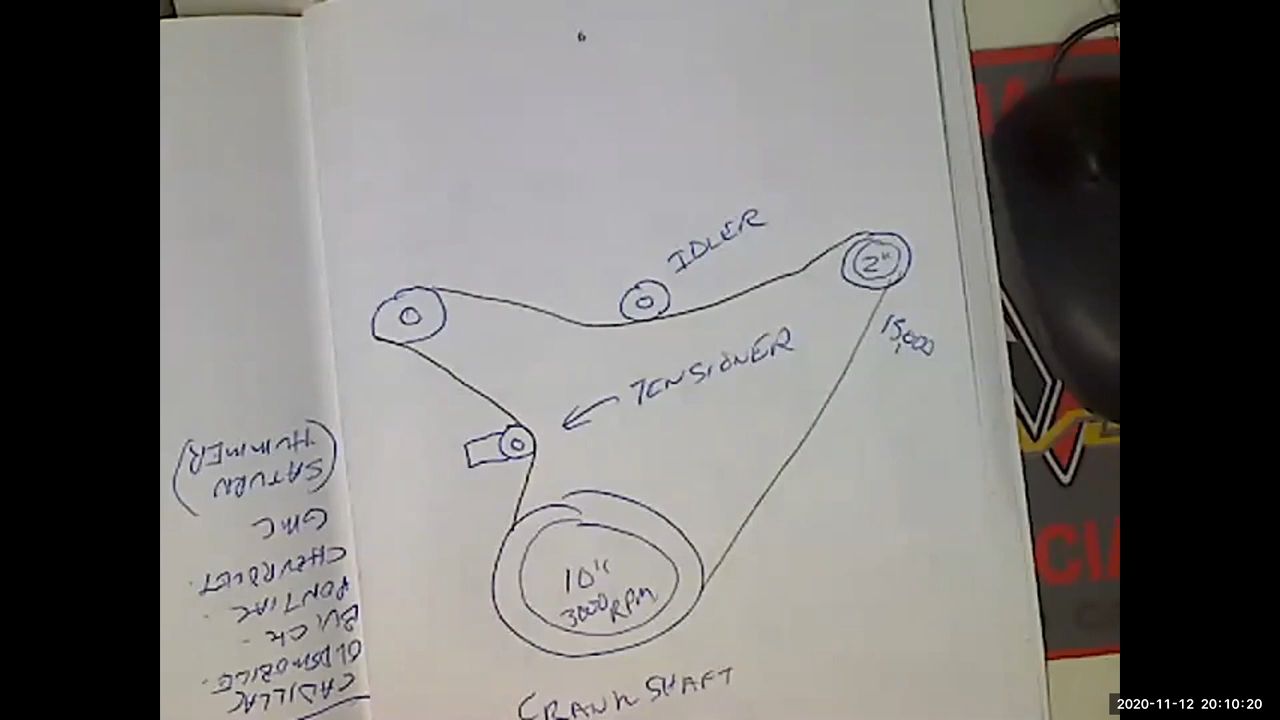 IDLER
2"
15,000
TENSIONER
10"
3000 RPM
CRANKSHAFT
CADILLAC
OLDSMOBILE
BUICK
PONTIAC
CHEVROLET
GMC
(SATURN
HUMMER)
CIA
2020-11-12 20:10:20